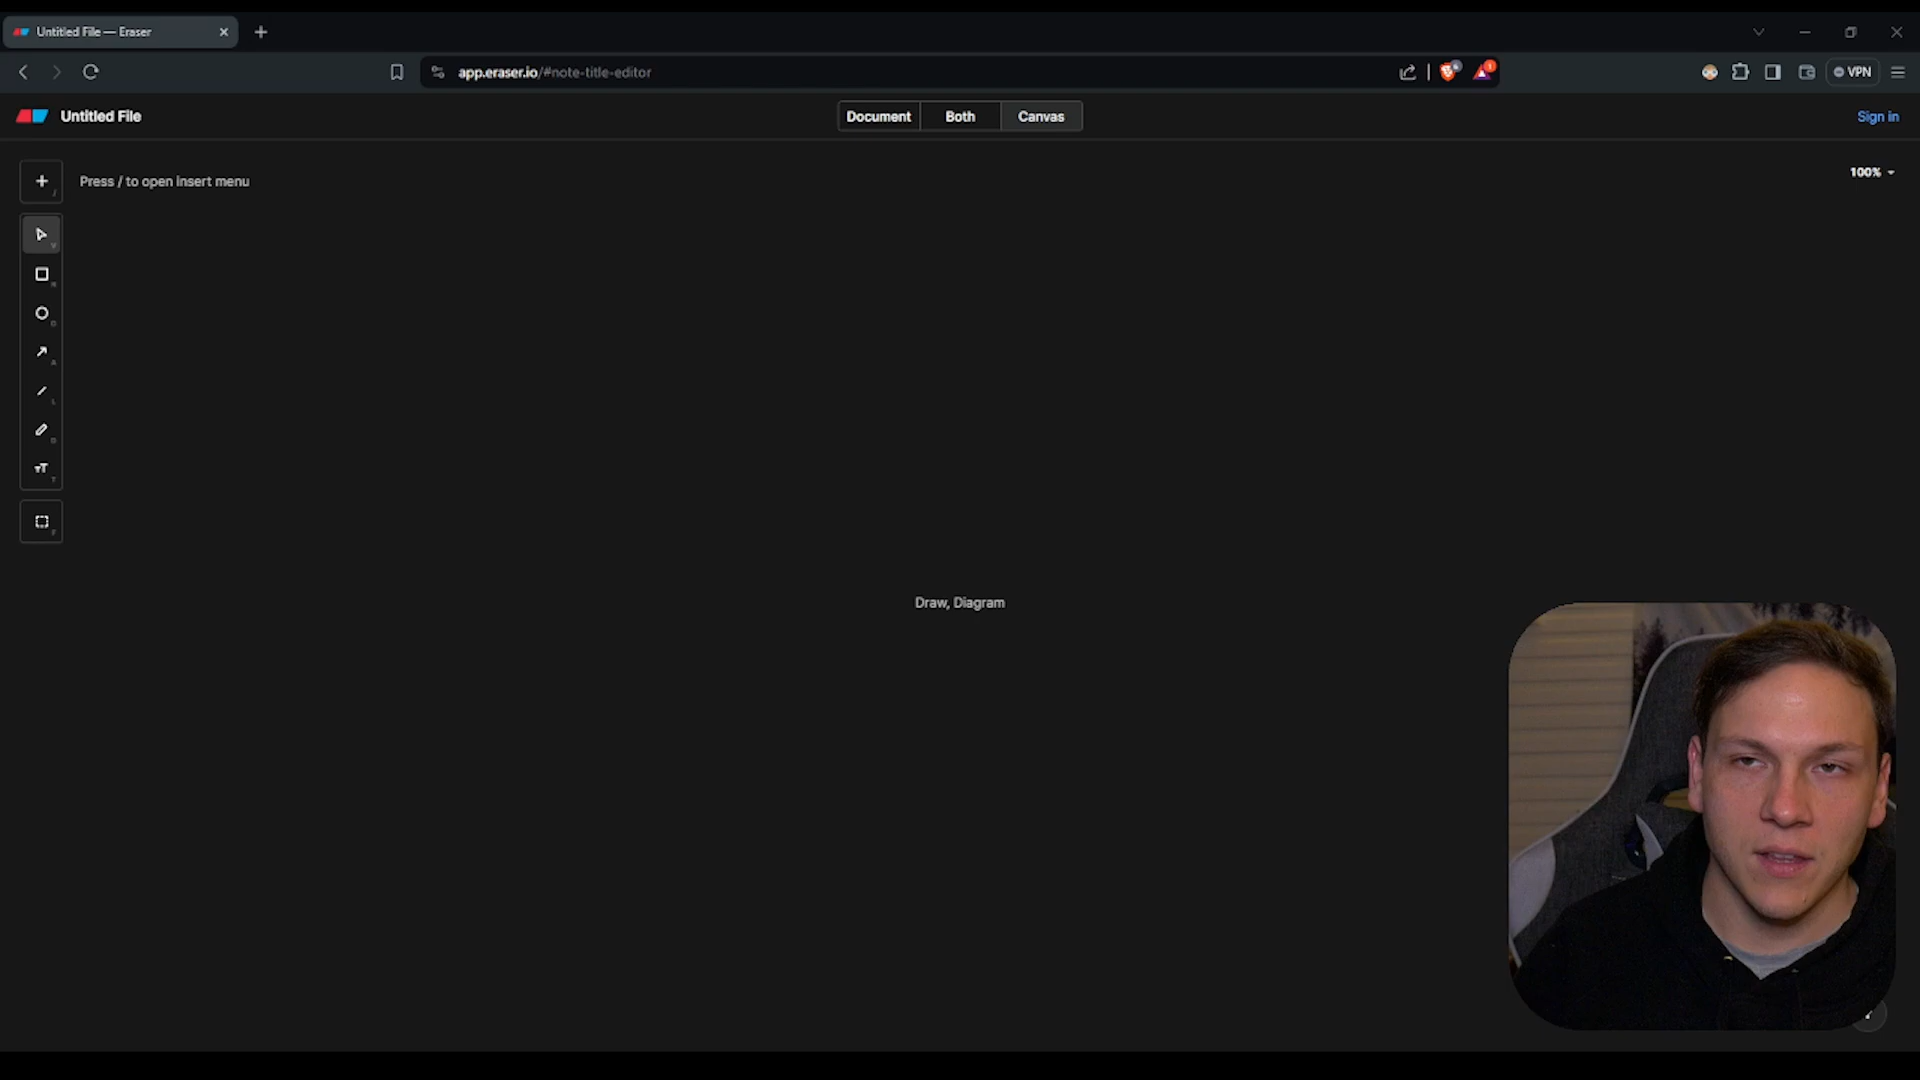 Untitled File — Eraser
app.eraser.io/#note-title-editor
VPN
Untitled File
Document
Both
Canvas
Sign in
Press / to open insert menu
100%
Draw, Diagram